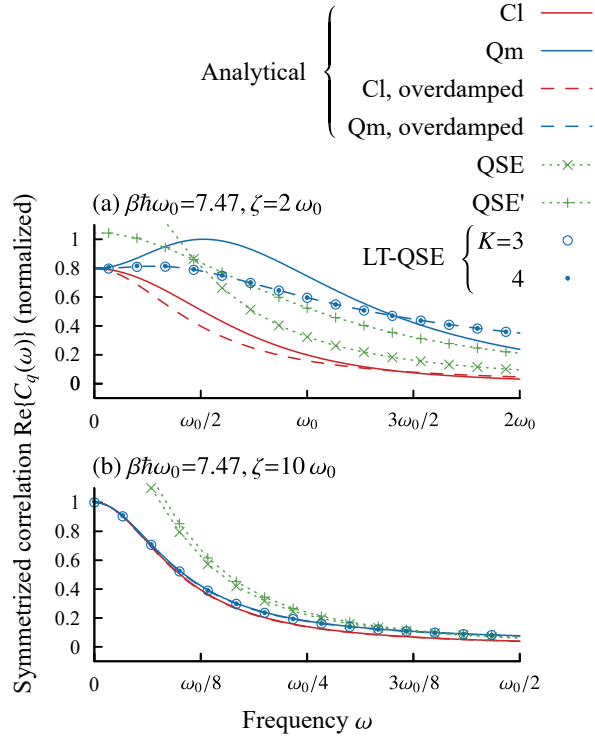 Cl
Qm
Analytical
Cl, overdamped
Qm, overdamped
QSE
QSE'
LT-QSE
K=3
4
(a) βℏω₀=7.47, ζ=2 ω₀
1
0.8
0.6
0.4
0.2
0
0 ω₀/2 ω₀ 3ω₀/2 2ω₀
(b) βℏω₀=7.47, ζ=10 ω₀
1
0.8
0.6
0.4
0.2
0
0 ω₀/8 ω₀/4 3ω₀/8 ω₀/2
Frequency ω
Symmetrized correlation Re{C_q(ω)} (normalized)